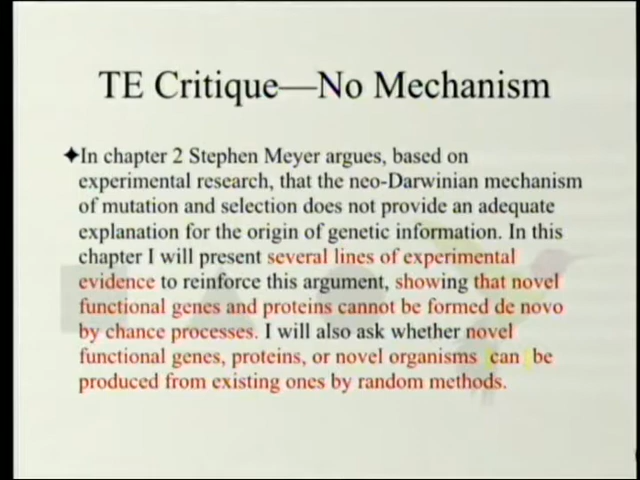 TE Critique—No Mechanism
✦In chapter 2 Stephen Meyer argues, based on
experimental research, that the neo-Darwinian mechanism
of mutation and selection does not provide an adequate
explanation for the origin of genetic information. In this
chapter I will present several lines of experimental
evidence to reinforce this argument, showing that novel
functional genes and proteins cannot be formed de novo
by chance processes. I will also ask whether novel
functional genes, proteins, or novel organisms can be
produced from existing ones by random methods.